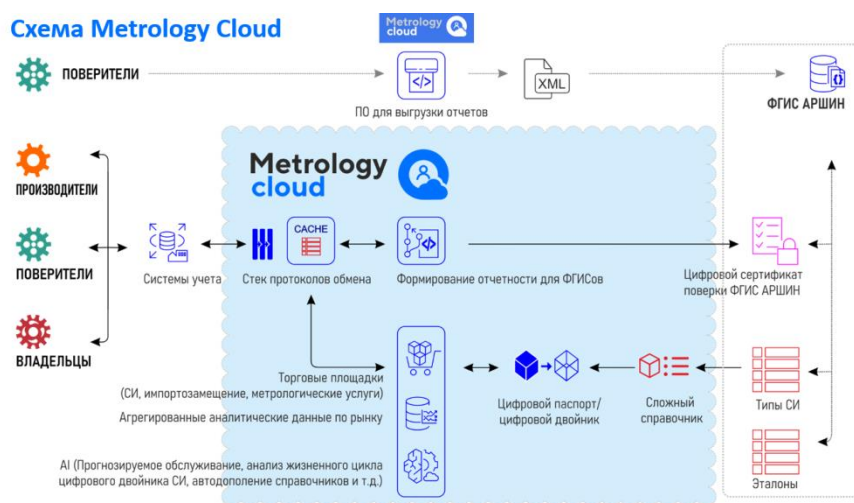 Схема Metrology Cloud
Metrology
cloud
ПОВЕРИТЕЛИ
</>
XML
{}
ПО для выгрузки отчетов
ФГИС АРШИН
Metrology
cloud
ПРОИЗВОДИТЕЛИ
CACHE
</>
ПОВЕРИТЕЛИ
Системы учета
Стек протоколов обмена
Формирование отчетности для ФГИСов
Цифровой сертификат
поверки ФГИС АРШИН
ВЛАДЕЛЬЦЫ
Торговые площадки
(СИ, импортозамещение, метрологические услуги)
Агрегированные аналитические данные по рынку
AI (Прогнозируемое обслуживание, анализ жизненного цикла
цифрового двойника СИ, автодополение справочников и т.д.)
Цифровой паспорт/
цифровой двойник
Сложный
справочник
Типы СИ
Эталоны